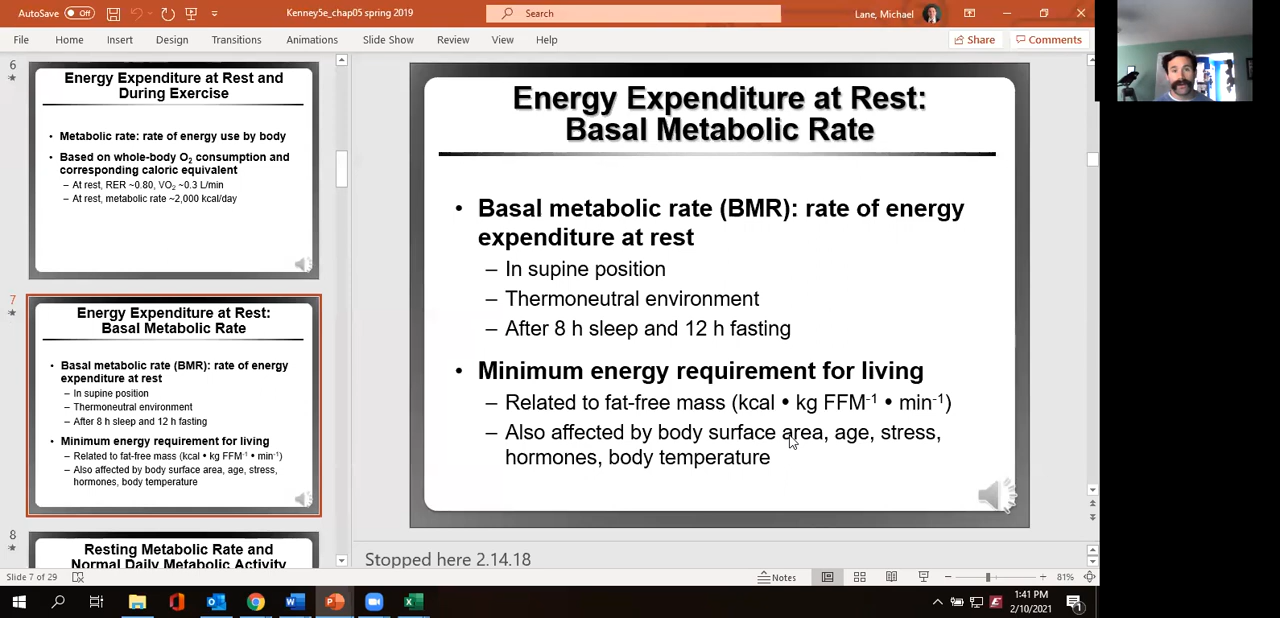 AutoSave Off
Kenney5e_chap05 spring 2019
Search
Lane, Michael
File Home Insert Design Transitions Animations Slide Show Review View Help
Share Comments
6
Energy Expenditure at Rest and
During Exercise
• Metabolic rate: rate of energy use by body
• Based on whole-body O₂ consumption and
corresponding caloric equivalent
– At rest, RER ~0.80, VO₂ ~0.3 L/min
– At rest, metabolic rate ~2,000 kcal/day
7
Energy Expenditure at Rest:
Basal Metabolic Rate
• Basal metabolic rate (BMR): rate of energy
expenditure at rest
– In supine position
– Thermoneutral environment
– After 8 h sleep and 12 h fasting
• Minimum energy requirement for living
– Related to fat-free mass (kcal • kg FFM⁻¹ • min⁻¹)
– Also affected by body surface area, age, stress,
hormones, body temperature
8
Resting Metabolic Rate and
Normal Daily Metabolic Activity
Energy Expenditure at Rest:
Basal Metabolic Rate
• Basal metabolic rate (BMR): rate of energy
expenditure at rest
– In supine position
– Thermoneutral environment
– After 8 h sleep and 12 h fasting
• Minimum energy requirement for living
– Related to fat-free mass (kcal • kg FFM⁻¹ • min⁻¹)
– Also affected by body surface area, age, stress,
hormones, body temperature
Stopped here 2.14.18
Slide 7 of 29
Notes
81%
1:41 PM
2/10/2021